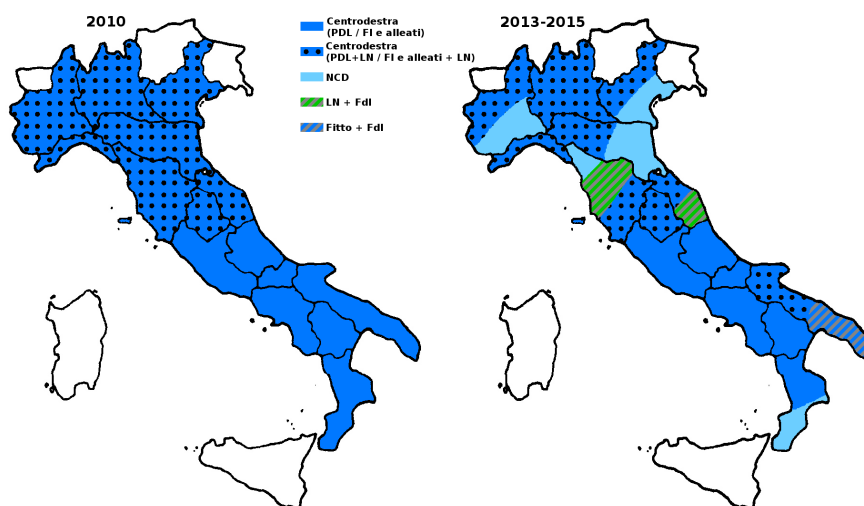 2010
Centrodestra
(PDL / FI e alleati)
Centrodestra
(PDL+LN / FI e alleati + LN)
NCD
LN + FdI
Fitto + FdI
2013-2015